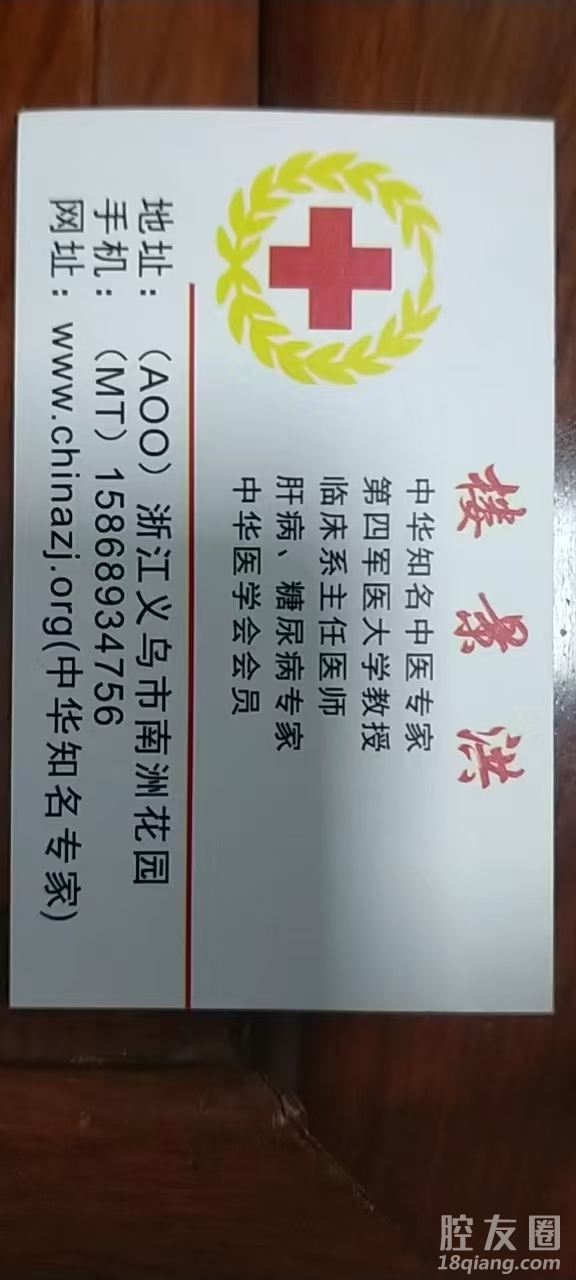 楼景洪
中华知名中医专家
第四军医大学教授
临床系主任医师
肝病、糖尿病专家
中华医学会会员
地址：（AOO）浙江义乌市南洲花园
手机：（MT）15868934756
网址：www.chinazj.org(中华知名专家)
腔友圈
18qiang.com